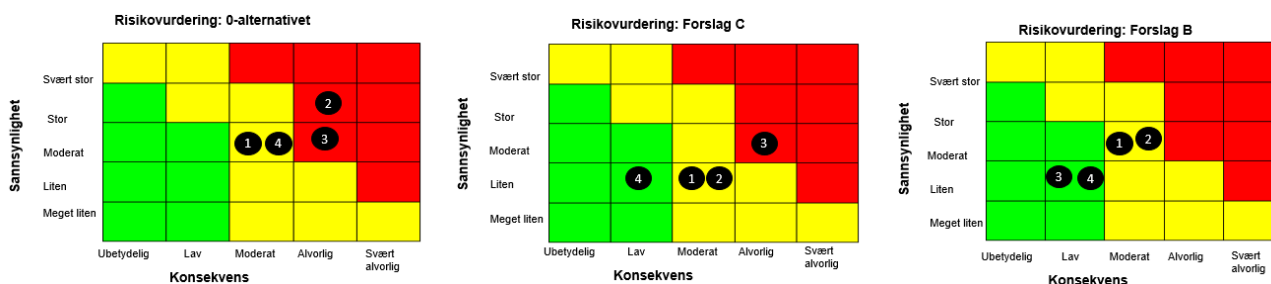 Risikovurdering: 0-alternativet
Sannsynlighet
Svært stor
Stor
Moderat
Liten
Meget liten
2
1 4 3
Ubetydelig Lav Moderat Alvorlig Svært
alvorlig
Konsekvens
Risikovurdering: Forslag C
Sannsynlighet
Svært stor
Stor
Moderat
Liten
Meget liten
3
4 1 2
Ubetydelig Lav Moderat Alvorlig Svært
alvorlig
Konsekvens
Risikovurdering: Forslag B
Sannsynlighet
Svært stor
Stor
Moderat
Liten
Meget liten
1 2
3 4
Ubetydelig Lav Moderat Alvorlig Svært
alvorlig
Konsekvens